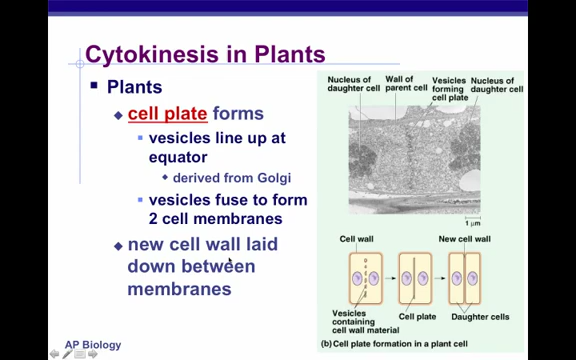 Cytokinesis in Plants
Plants
cell plate forms
vesicles line up at
equator
derived from Golgi
vesicles fuse to form
2 cell membranes
new cell wall laid
down between
membranes
Nucleus of
daughter cell
Wall of
parent cell
Vesicles
forming
cell plate
Nucleus of
daughter cell
1 µm
Cell wall
New cell wall
Vesicles
containing
cell wall material
Cell plate
Daughter cells
(b) Cell plate formation in a plant cell
AP Biology